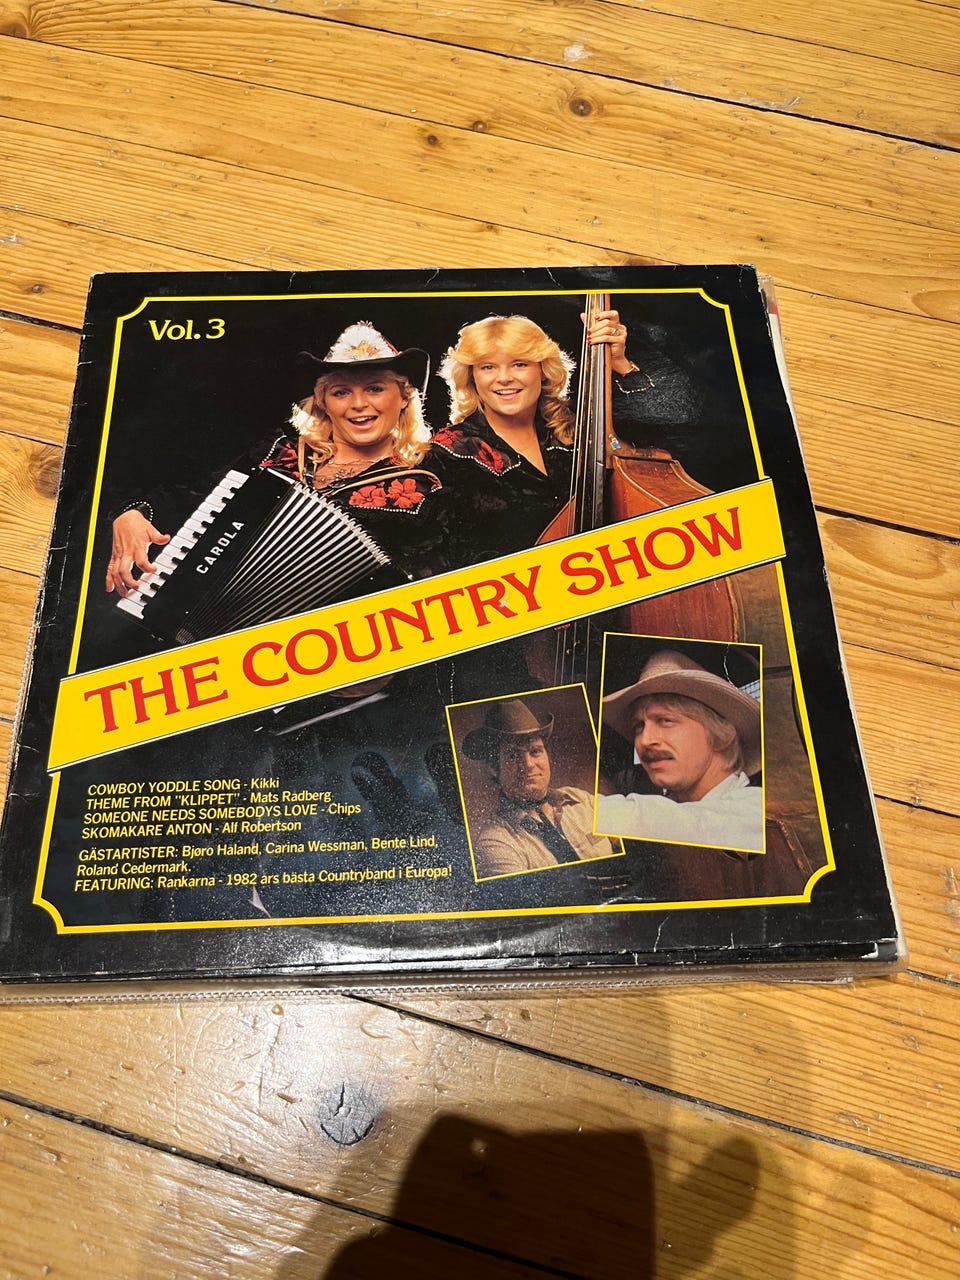 Vol. 3
CAROLA
THE COUNTRY SHOW
COWBOY YODDLE SONG - Kikki
THEME FROM "KLIPPET" - Mats Radberg
SOMEONE NEEDS SOMEBODYS LOVE - Chips
SKOMAKARE ANTON - Alf Robertson
GÄSTARTISTER: Bjøro Haland, Carina Wessman, Bente Lind,
Roland Cedermark.
FEATURING: Rankarna - 1982 ars bästa Countryband i Europa!